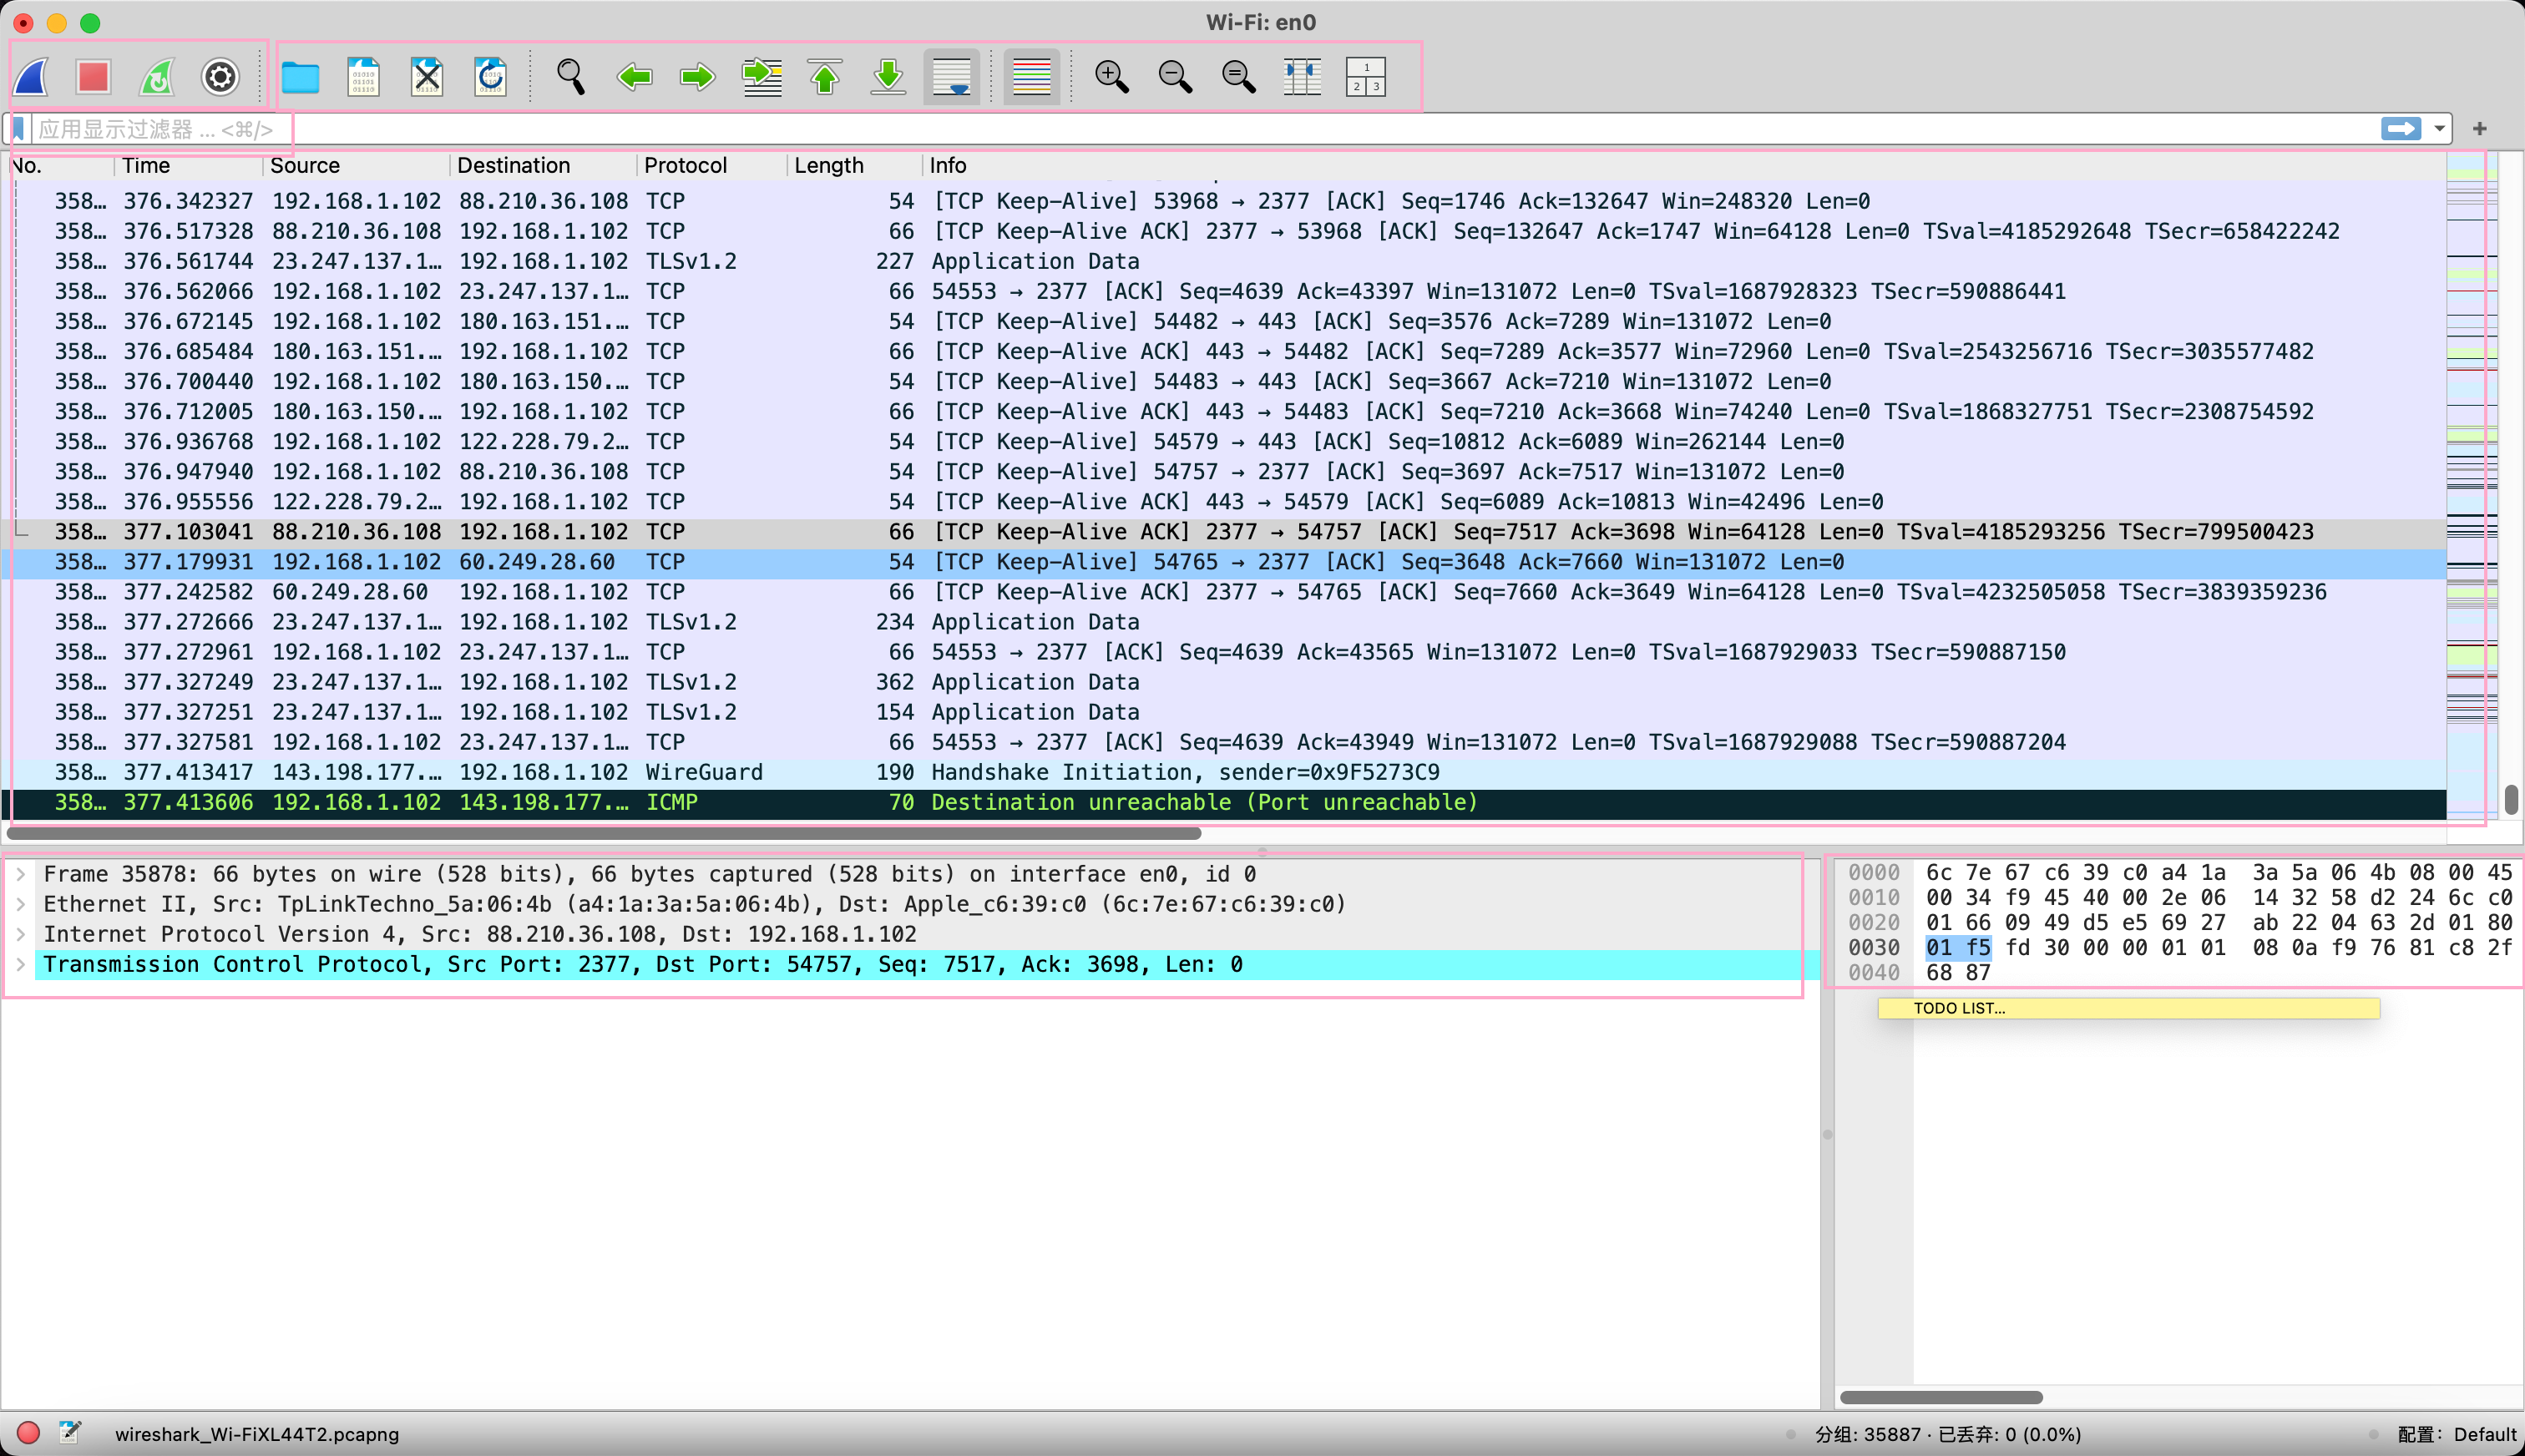 Wi-Fi: en0
应用显示过滤器 ... <⌘/>
No. Time Source Destination Protocol Length Info
358… 376.342327 192.168.1.102 88.210.36.108 TCP 54 [TCP Keep-Alive] 53968 → 2377 [ACK] Seq=1746 Ack=132647 Win=248320 Len=0
358… 376.517328 88.210.36.108 192.168.1.102 TCP 66 [TCP Keep-Alive ACK] 2377 → 53968 [ACK] Seq=132647 Ack=1747 Win=64128 Len=0 TSval=4185292648 TSecr=658422242
358… 376.561744 23.247.137.1… 192.168.1.102 TLSv1.2 227 Application Data
358… 376.562066 192.168.1.102 23.247.137.1… TCP 66 54553 → 2377 [ACK] Seq=4639 Ack=43397 Win=131072 Len=0 TSval=1687928323 TSecr=590886441
358… 376.672145 192.168.1.102 180.163.151.… TCP 54 [TCP Keep-Alive] 54482 → 443 [ACK] Seq=3576 Ack=7289 Win=131072 Len=0
358… 376.685484 180.163.151.… 192.168.1.102 TCP 66 [TCP Keep-Alive ACK] 443 → 54482 [ACK] Seq=7289 Ack=3577 Win=72960 Len=0 TSval=2543256716 TSecr=3035577482
358… 376.700440 192.168.1.102 180.163.150.… TCP 54 [TCP Keep-Alive] 54483 → 443 [ACK] Seq=3667 Ack=7210 Win=131072 Len=0
358… 376.712005 180.163.150.… 192.168.1.102 TCP 66 [TCP Keep-Alive ACK] 443 → 54483 [ACK] Seq=7210 Ack=3668 Win=74240 Len=0 TSval=1868327751 TSecr=2308754592
358… 376.936768 192.168.1.102 122.228.79.2… TCP 54 [TCP Keep-Alive] 54579 → 443 [ACK] Seq=10812 Ack=6089 Win=262144 Len=0
358… 376.947940 192.168.1.102 88.210.36.108 TCP 54 [TCP Keep-Alive] 54757 → 2377 [ACK] Seq=3697 Ack=7517 Win=131072 Len=0
358… 376.955556 122.228.79.2… 192.168.1.102 TCP 54 [TCP Keep-Alive ACK] 443 → 54579 [ACK] Seq=6089 Ack=10813 Win=42496 Len=0
358… 377.103041 88.210.36.108 192.168.1.102 TCP 66 [TCP Keep-Alive ACK] 2377 → 54757 [ACK] Seq=7517 Ack=3698 Win=64128 Len=0 TSval=4185293256 TSecr=799500423
358… 377.179931 192.168.1.102 60.249.28.60 TCP 54 [TCP Keep-Alive] 54765 → 2377 [ACK] Seq=3648 Ack=7660 Win=131072 Len=0
358… 377.242582 60.249.28.60 192.168.1.102 TCP 66 [TCP Keep-Alive ACK] 2377 → 54765 [ACK] Seq=7660 Ack=3649 Win=64128 Len=0 TSval=4232505058 TSecr=3839359236
358… 377.272666 23.247.137.1… 192.168.1.102 TLSv1.2 234 Application Data
358… 377.272961 192.168.1.102 23.247.137.1… TCP 66 54553 → 2377 [ACK] Seq=4639 Ack=43565 Win=131072 Len=0 TSval=1687929033 TSecr=590887150
358… 377.327249 23.247.137.1… 192.168.1.102 TLSv1.2 362 Application Data
358… 377.327251 23.247.137.1… 192.168.1.102 TLSv1.2 154 Application Data
358… 377.327581 192.168.1.102 23.247.137.1… TCP 66 54553 → 2377 [ACK] Seq=4639 Ack=43949 Win=131072 Len=0 TSval=1687929088 TSecr=590887204
358… 377.413417 143.198.177.… 192.168.1.102 WireGuard 190 Handshake Initiation, sender=0x9F5273C9
358… 377.413606 192.168.1.102 143.198.177.… ICMP 70 Destination unreachable (Port unreachable)
Frame 35878: 66 bytes on wire (528 bits), 66 bytes captured (528 bits) on interface en0, id 0
Ethernet II, Src: TpLinkTechno_5a:06:4b (a4:1a:3a:5a:06:4b), Dst: Apple_c6:39:c0 (6c:7e:67:c6:39:c0)
Internet Protocol Version 4, Src: 88.210.36.108, Dst: 192.168.1.102
Transmission Control Protocol, Src Port: 2377, Dst Port: 54757, Seq: 7517, Ack: 3698, Len: 0
0000 6c 7e 67 c6 39 c0 a4 1a 3a 5a 06 4b 08 00 45
0010 00 34 f9 45 40 00 2e 06 14 32 58 d2 24 6c c0
0020 01 66 09 49 d5 e5 69 27 ab 22 04 63 2d 01 80
0030 01 f5 fd 30 00 00 01 01 08 0a f9 76 81 c8 2f
0040 68 87
TODO LIST...
wireshark_Wi-FiXL44T2.pcapng
分组: 35887 · 已丢弃: 0 (0.0%)
配置： Default